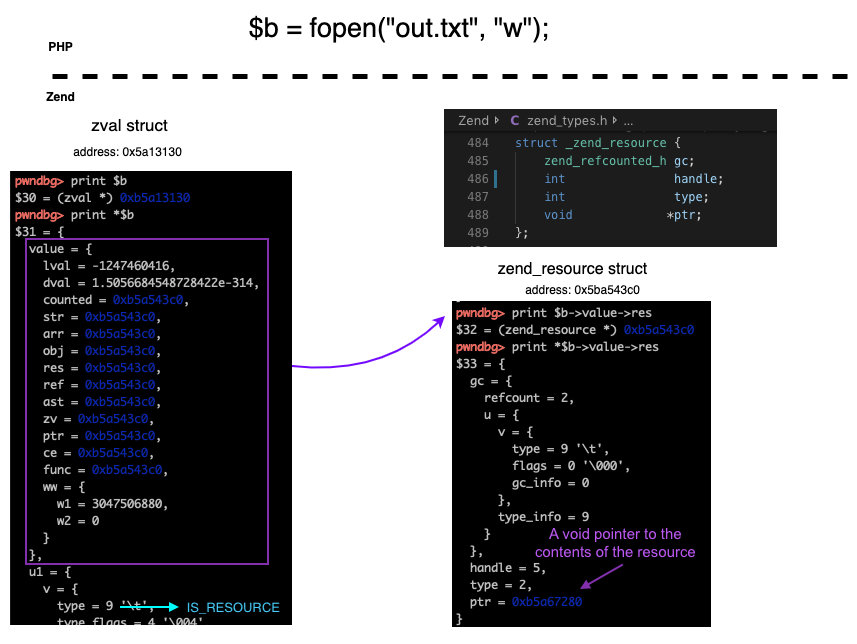 $b = fopen("out.txt", "w");
PHP
Zend
zval struct
address: 0x5a13130
pwndbg> print $b
$30 = (zval *) 0xb5a13130
pwndbg> print *$b
$31 = {
value = {
lval = -1247460416,
dval = 1.5056684548728422e-314,
counted = 0xb5a543c0,
str = 0xb5a543c0,
arr = 0xb5a543c0,
obj = 0xb5a543c0,
res = 0xb5a543c0,
ref = 0xb5a543c0,
ast = 0xb5a543c0,
zv = 0xb5a543c0,
ptr = 0xb5a543c0,
ce = 0xb5a543c0,
func = 0xb5a543c0,
ww = {
w1 = 3047506880,
w2 = 0
}
},
u1 = {
v = {
type = 9 '\t', IS_RESOURCE
type_flags = 4 '\004'
Zend C zend_types.h ...
484 struct _zend_resource {
485 zend_refcounted_h gc;
486 int handle;
487 int type;
488 void *ptr;
489 };
zend_resource struct
address: 0x5ba543c0
pwndbg> print $b->value->res
$32 = (zend_resource *) 0xb5a543c0
pwndbg> print *$b->value->res
$33 = {
gc = {
refcount = 2,
u = {
v = {
type = 9 '\t',
flags = 0 '\000',
gc_info = 0
},
type_info = 9
}
},
A void pointer to the
contents of the resource
handle = 5,
type = 2,
ptr = 0xb5a67280
}